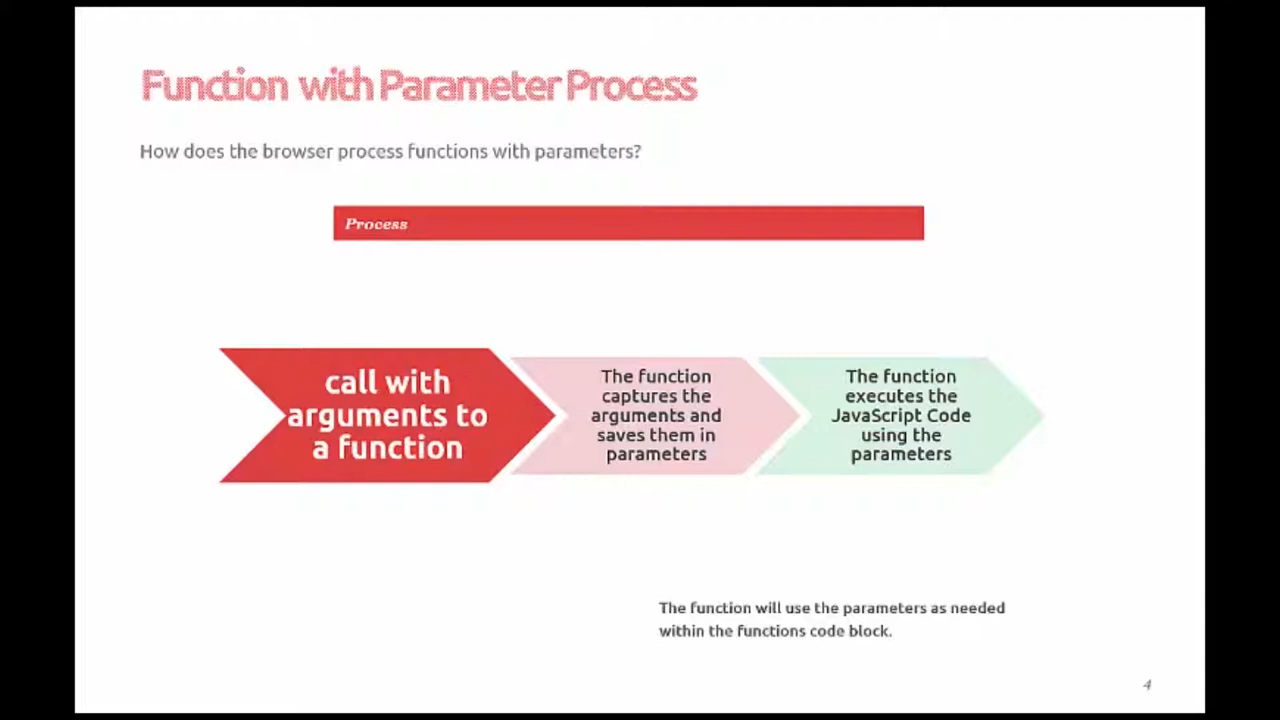 Function with Parameter Process
How does the browser process functions with parameters?
Process
call with
arguments to
a function
The function
captures the
arguments and
saves them in
parameters
The function
executes the
JavaScript Code
using the
parameters
The function will use the parameters as needed
within the functions code block.
4